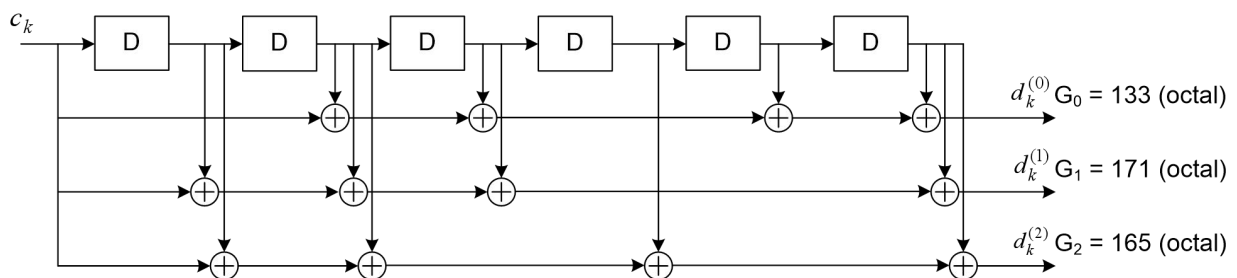 c_k
D D D D D D
d_k^(0) G₀ = 133 (octal)
d_k^(1) G₁ = 171 (octal)
d_k^(2) G₂ = 165 (octal)